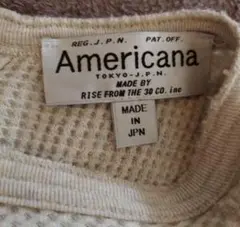 REG. J. P. N.   PAT. OFF.
Americana
TOKYO-J.P.N.
MADE BY
RISE FROM THE 30 CO. inc
MADE
IN
JPN